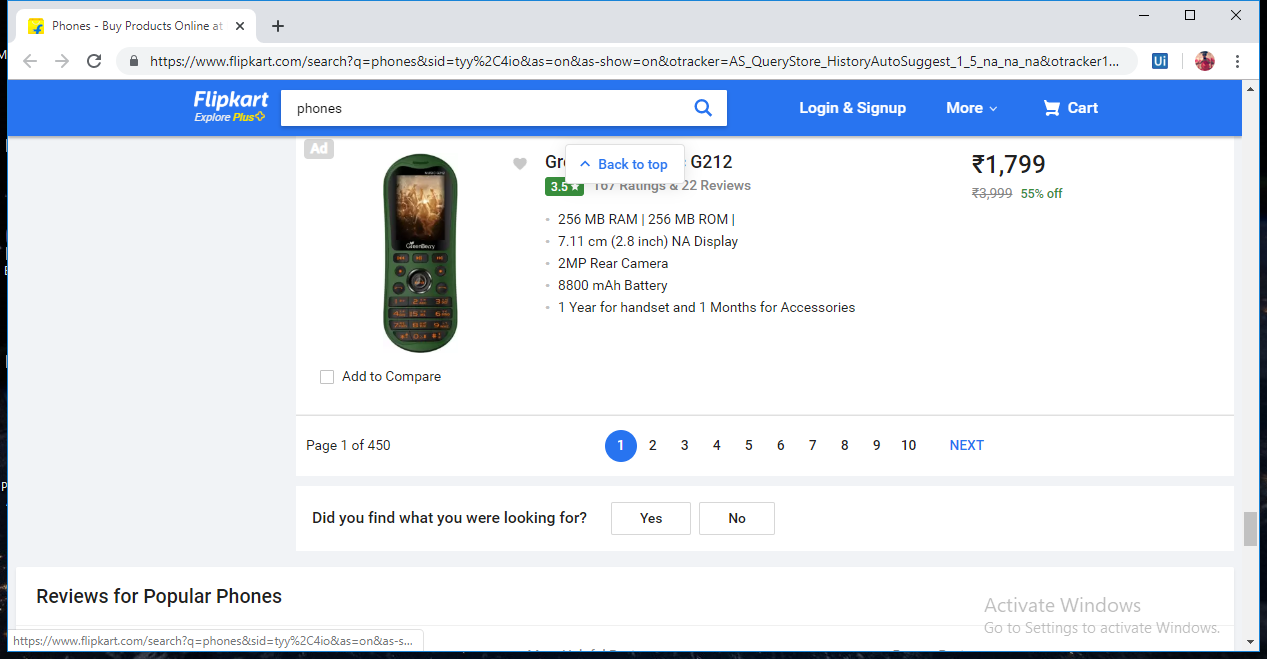 Phones - Buy Products Online at
https://www.flipkart.com/search?q=phones&sid=tyy%2C4io&as=on&as-show=on&otracker=AS_QueryStore_HistoryAutoSuggest_1_5_na_na_na&otracker1...
Ui
Flipkart
Explore Plus
phones
Login & Signup
More
Cart
Ad
Back to top
G212
₹1,799
3.5★
167 Ratings & 22 Reviews
₹3,999 55% off
256 MB RAM | 256 MB ROM |
7.11 cm (2.8 inch) NA Display
2MP Rear Camera
8800 mAh Battery
1 Year for handset and 1 Months for Accessories
GreenBerry
Add to Compare
Page 1 of 450
1 2 3 4 5 6 7 8 9 10 NEXT
Did you find what you were looking for?
Yes
No
Reviews for Popular Phones
Activate Windows
Go to Settings to activate Windows.
https://www.flipkart.com/search?q=phones&sid=tyy%2C4io&as=on&as-s...